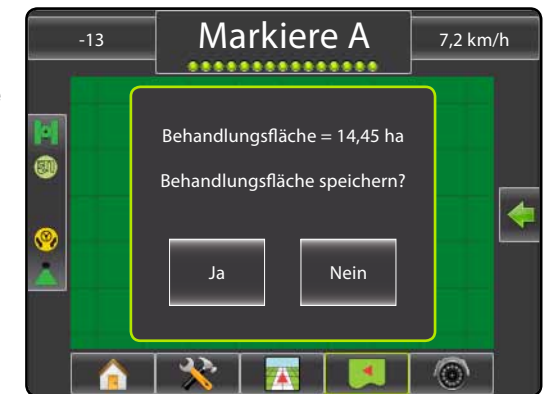 -13
Markiere A
7,2 km/h
Behandlungsfläche = 14,45 ha
Behandlungsfläche speichern?
Ja
Nein